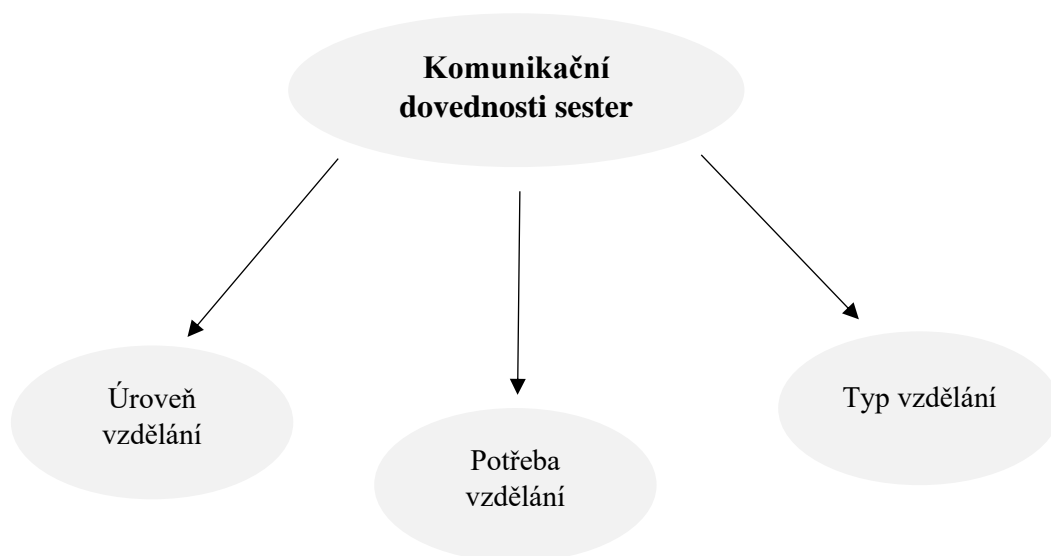 Komunikační
dovednosti sester
Úroveň
vzdělání
Potřeba
vzdělání
Typ vzdělání